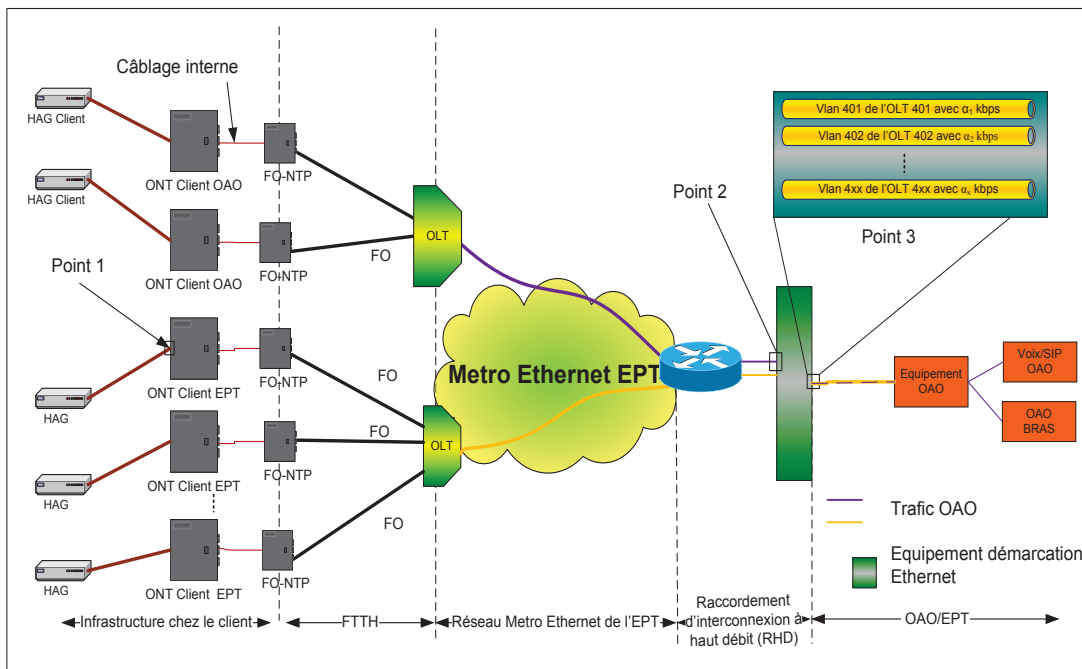 Câblage interne
HAG Client
ONT Client OAO
FO-NTP
HAG Client
ONT Client OAO
FO-NTP
FO
OLT
Point 1
HAG
ONT Client EPT
FO-NTP
FO
HAG
ONT Client EPT
FO-NTP
FO
OLT
HAG
ONT Client EPT
FO-NTP
FO
Metro Ethernet EPT
Point 2
Vlan 401 de l'OLT 401 avec α1 kbps
Vlan 402 de l'OLT 402 avec α2 kbps
Vlan 4xx de l'OLT 4xx avec αx kbps
Point 3
Equipement
OAO
Voix/SIP
OAO
OAO
BRAS
Trafic OAO
Equipement démarcation
Ethernet
Infrastructure chez le client
FTTH
Réseau Metro Ethernet de l'EPT
Raccordement
d'interconnexion à
haut débit (RHD)
OAO/EPT